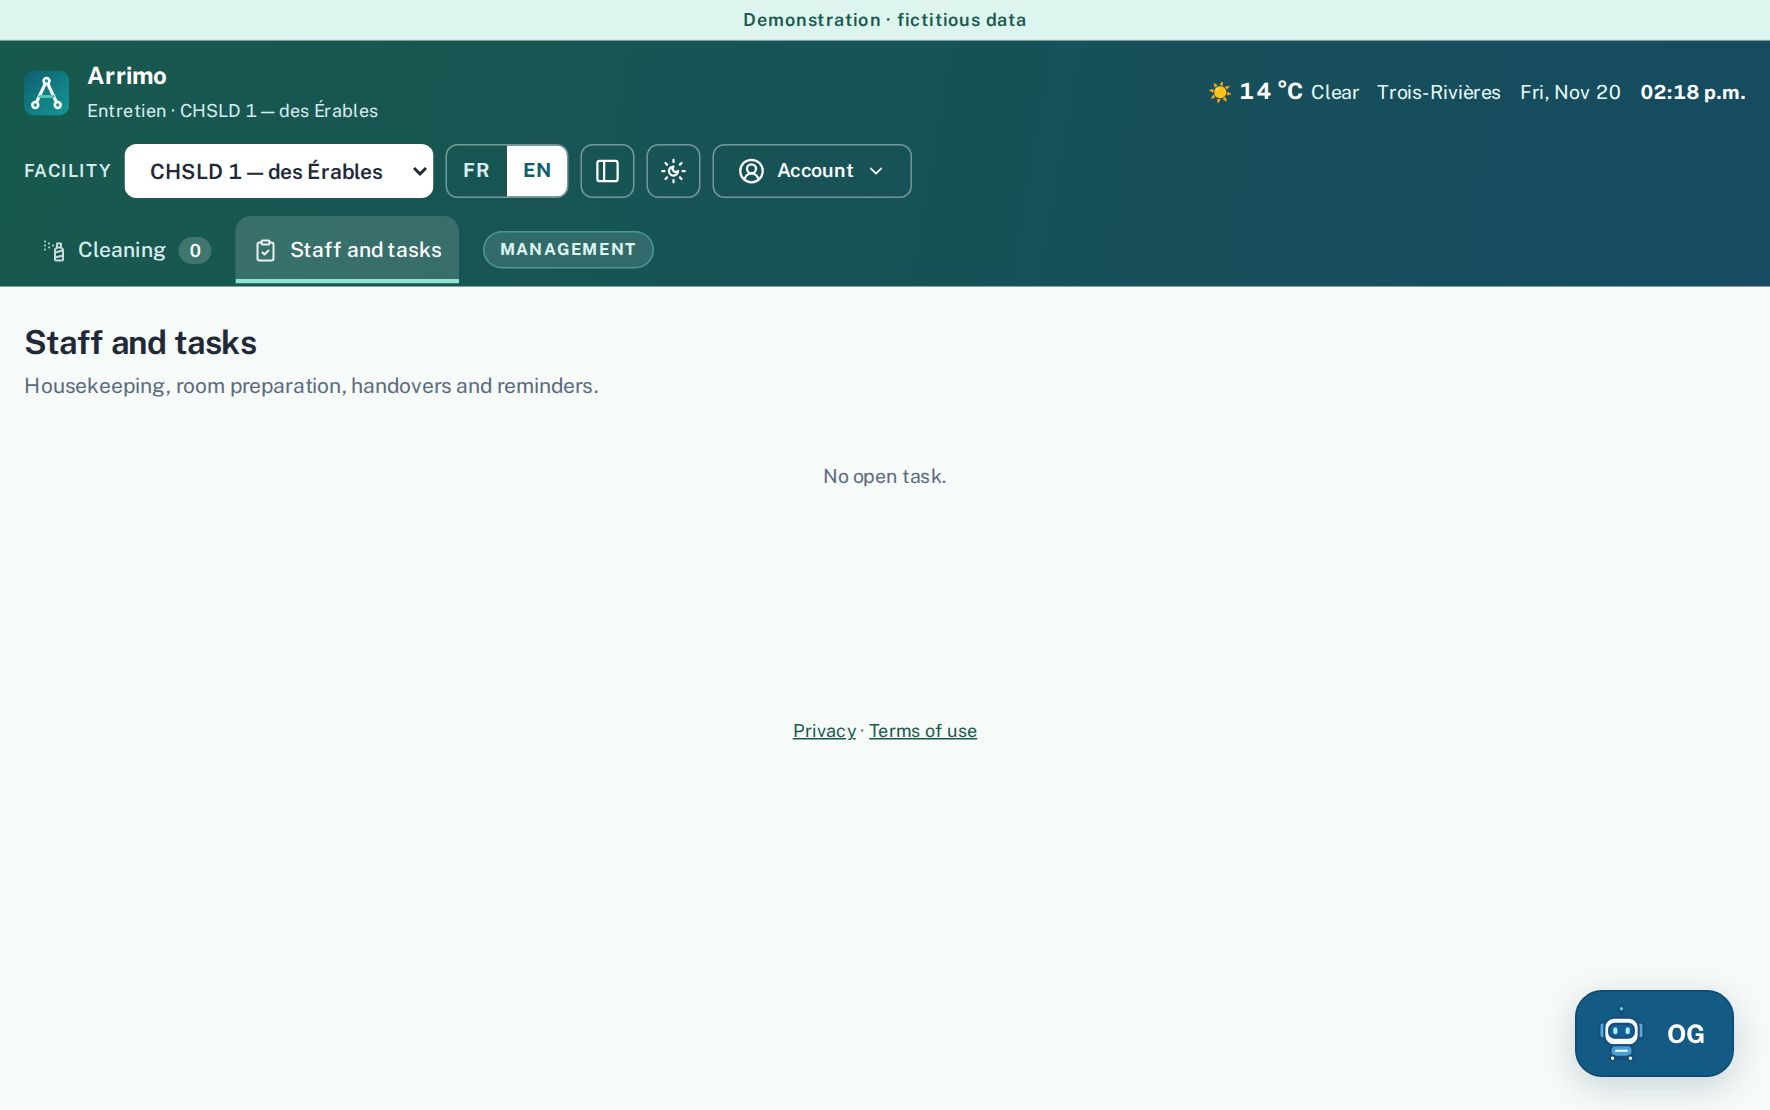 Demonstration · fictitious data
Arrimo
Entretien · CHSLD 1 — des Érables
14 °C Clear Trois-Rivières Fri, Nov 20 02:18 p.m.
FACILITY CHSLD 1 — des Érables FR EN Account
Cleaning 0 Staff and tasks MANAGEMENT
Staff and tasks
Housekeeping, room preparation, handovers and reminders.
No open task.
Privacy · Terms of use
OG